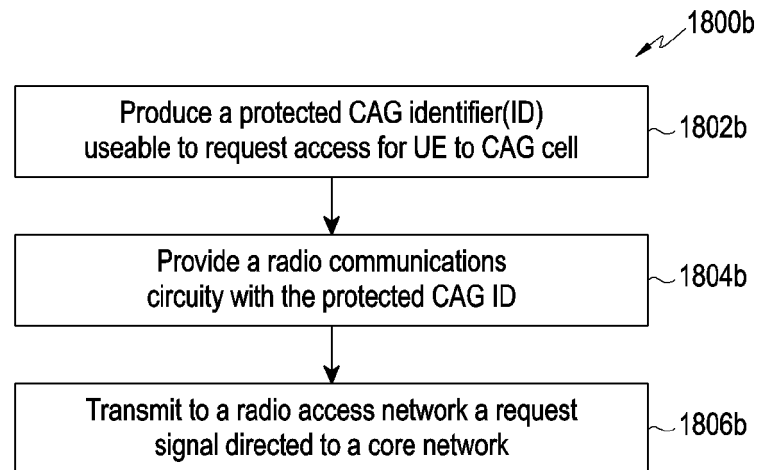 1800b
Produce a protected CAG identifier(ID)
useable to request access for UE to CAG cell
1802b
Provide a radio communications
circuity with the protected CAG ID
1804b
Transmit to a radio access network a request
signal directed to a core network
1806b